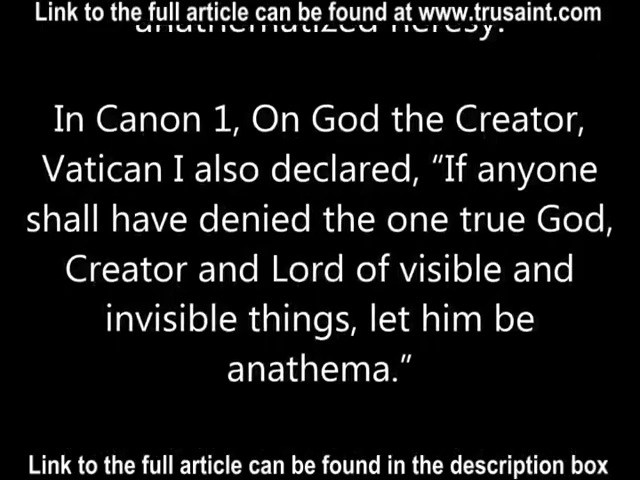 Link to the full article can be found at www.trusaint.com
anathematized heresy.
In Canon 1, On God the Creator,
Vatican I also declared, “If anyone
shall have denied the one true God,
Creator and Lord of visible and
invisible things, let him be
anathema.”
Link to the full article can be found in the description box